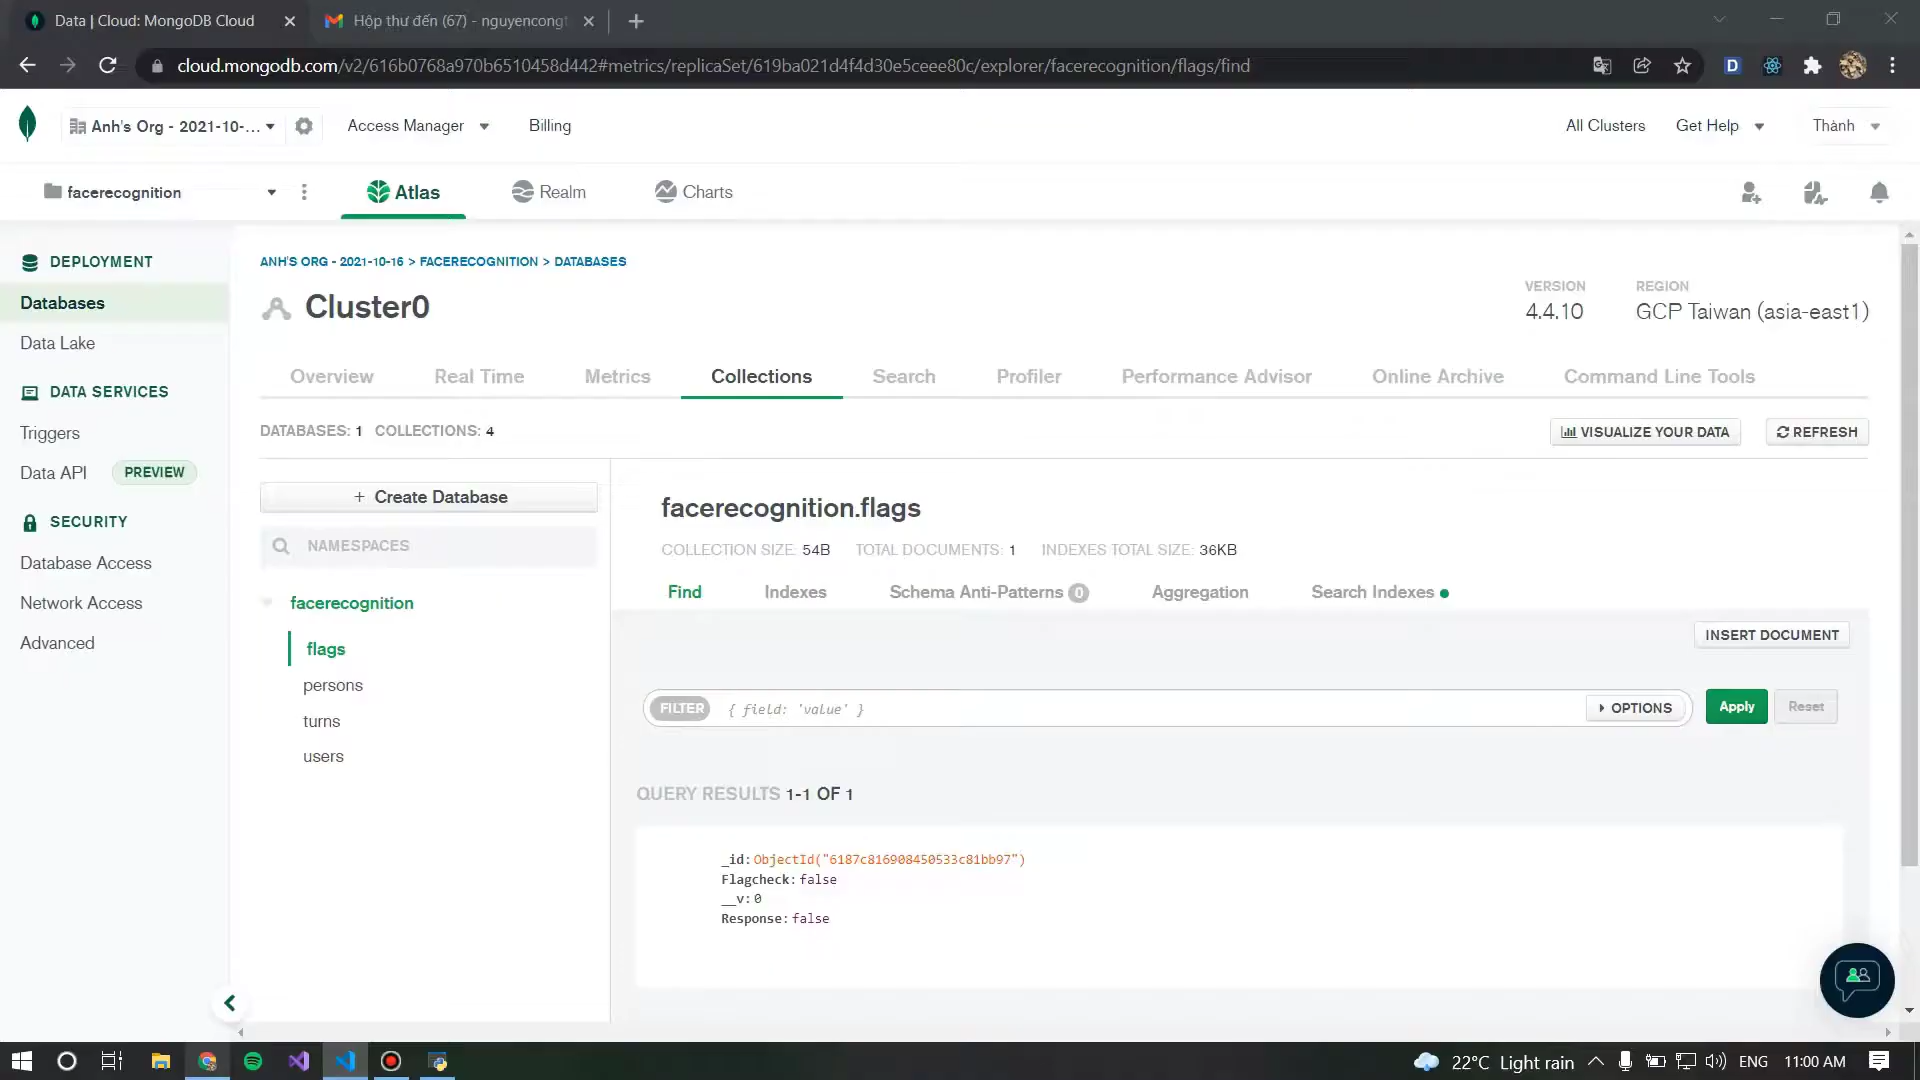 Data | Cloud: MongoDB Cloud
Hộp thư đến (67) - nguyencongt
cloud.mongodb.com/v2/616b0768a970b6510458d442#metrics/replicaSet/619ba021d4f4d30e5ceee80c/explorer/facerecognition/flags/find
Anh's Org - 2021-10-...
Access Manager
Billing
All Clusters
Get Help
Thành
facerecognition
Atlas
Realm
Charts
DEPLOYMENT
Databases
Data Lake
DATA SERVICES
Triggers
Data API PREVIEW
SECURITY
Database Access
Network Access
Advanced
ANH'S ORG - 2021-10-16 > FACERECOGNITION > DATABASES
Cluster0
VERSION
4.4.10
REGION
GCP Taiwan (asia-east1)
Overview
Real Time
Metrics
Collections
Search
Profiler
Performance Advisor
Online Archive
Command Line Tools
DATABASES: 1 COLLECTIONS: 4
VISUALIZE YOUR DATA
REFRESH
+ Create Database
NAMESPACES
facerecognition
flags
persons
turns
users
facerecognition.flags
COLLECTION SIZE: 54B TOTAL DOCUMENTS: 1 INDEXES TOTAL SIZE: 36KB
Find
Indexes
Schema Anti-Patterns 0
Aggregation
Search Indexes
INSERT DOCUMENT
FILTER { field: 'value' }
OPTIONS
Apply
Reset
QUERY RESULTS 1-1 OF 1
_id: ObjectId("6187c816908450533c81bb97")
Flagcheck: false
__v: 0
Response: false
22°C Light rain
ENG
11:00 AM